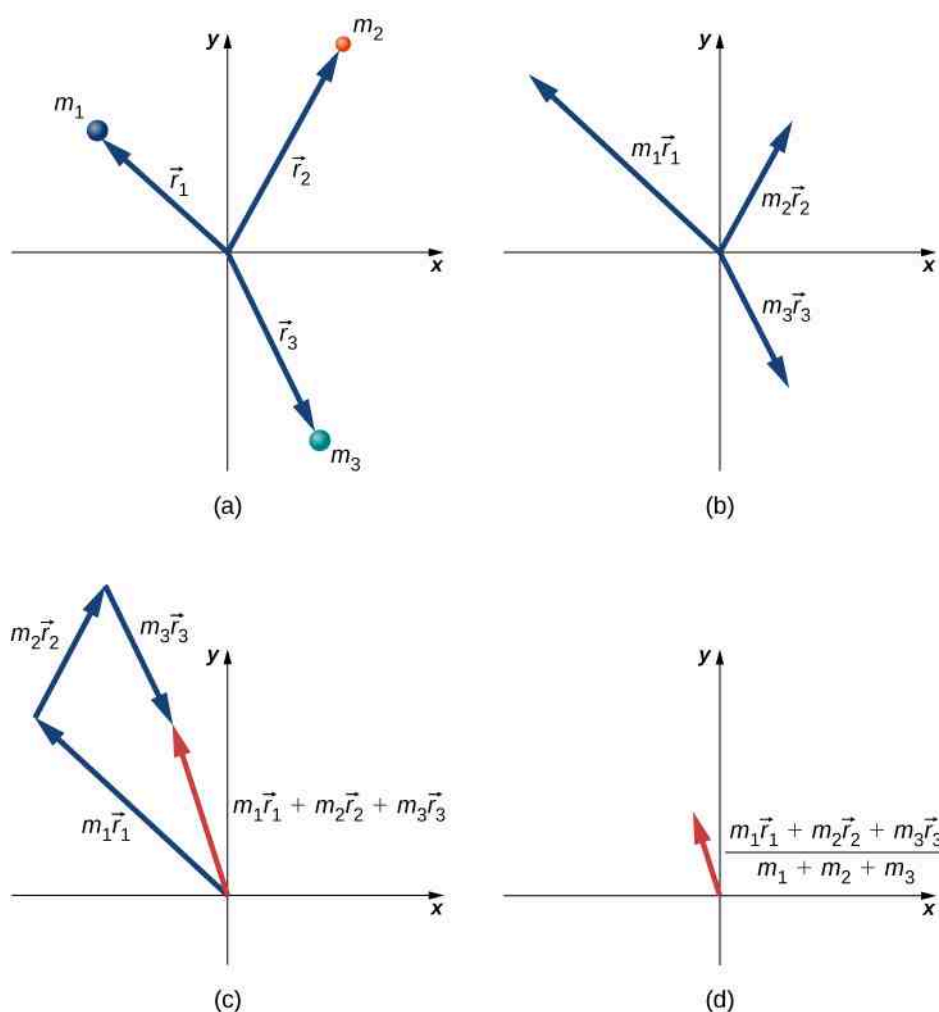 y
m₂
m₁
r⃗₁
r⃗₂
x
r⃗₃
m₃
(a)
y
m₁r⃗₁
m₂r⃗₂
x
m₃r⃗₃
(b)
m₂r⃗₂
m₃r⃗₃
y
m₁r⃗₁ + m₂r⃗₂ + m₃r⃗₃
m₁r⃗₁
x
(c)
y
m₁r⃗₁ + m₂r⃗₂ + m₃r⃗₃
m₁ + m₂ + m₃
x
(d)